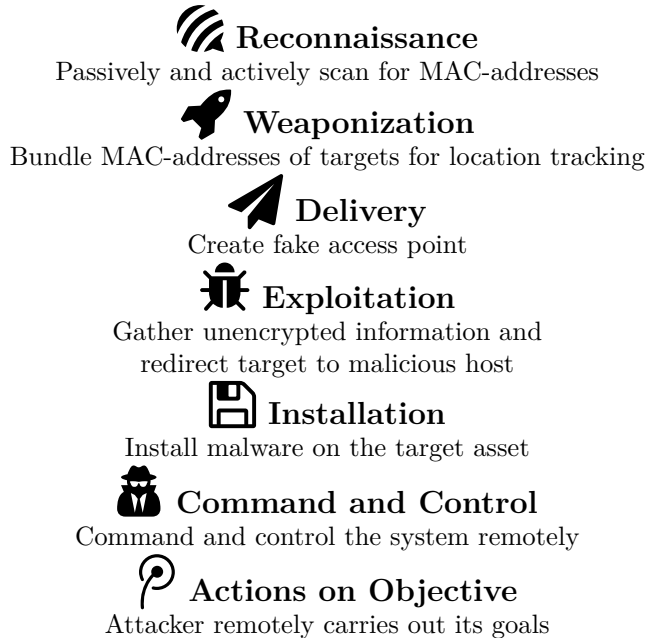 Reconnaissance
Passively and actively scan for MAC-addresses
Weaponization
Bundle MAC-addresses of targets for location tracking
Delivery
Create fake access point
Exploitation
Gather unencrypted information and
redirect target to malicious host
Installation
Install malware on the target asset
Command and Control
Command and control the system remotely
Actions on Objective
Attacker remotely carries out its goals